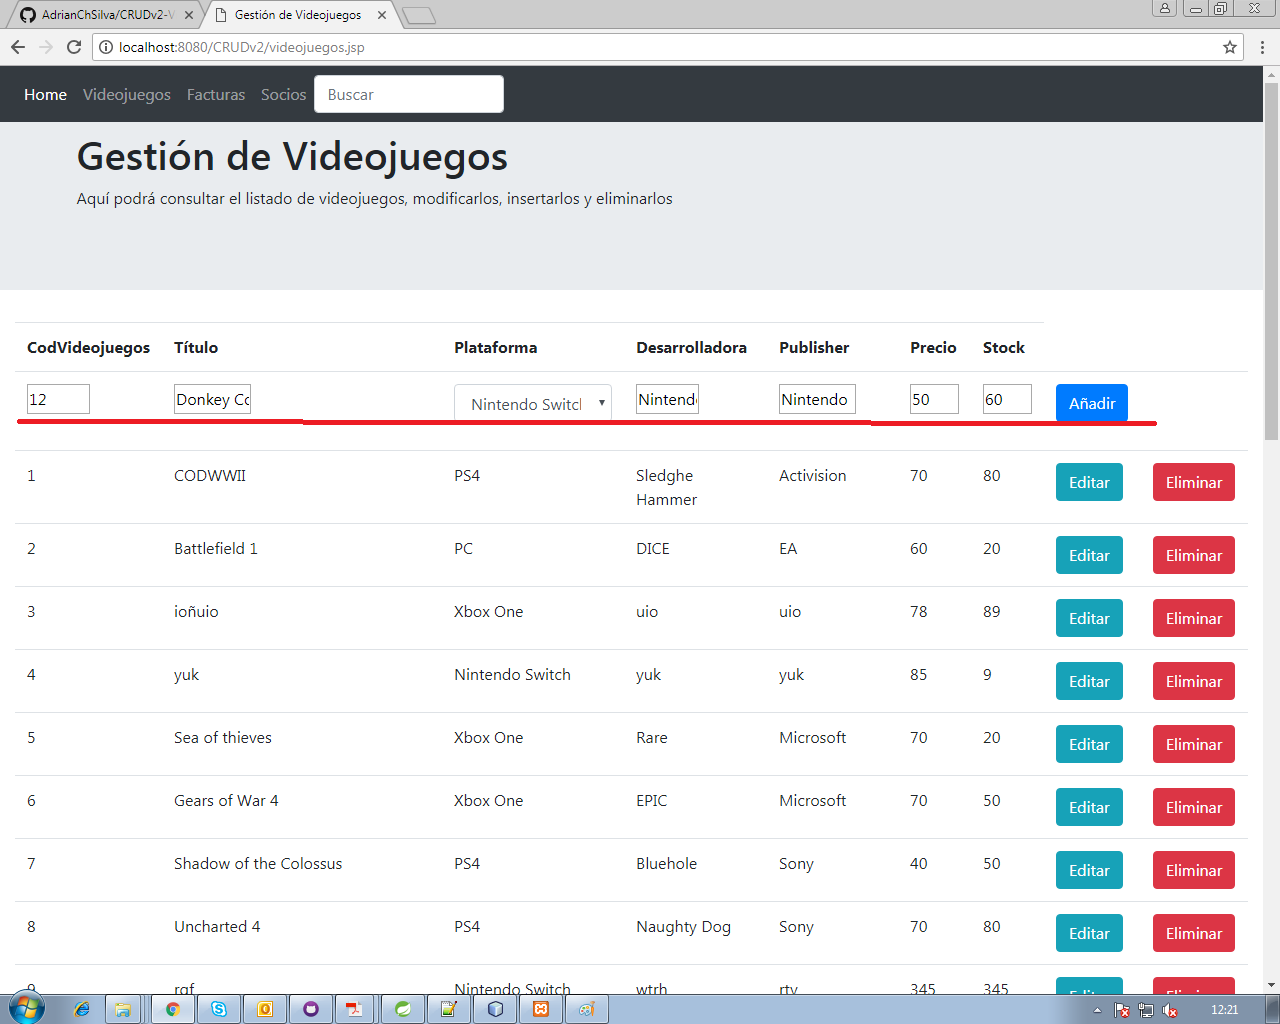 AdrianChSilva/CRUDv2-V
Gestión de Videojuegos
localhost:8080/CRUDv2/videojuegos.jsp
Home Videojuegos Facturas Socios Buscar
Gestión de Videojuegos
Aquí podrá consultar el listado de videojuegos, modificarlos, insertarlos y eliminarlos
CodVideojuegos Título Plataforma Desarrolladora Publisher Precio Stock
12 Donkey Co Nintendo Switch Nintendo Nintendo 50 60 Añadir
1 CODWWII PS4 Sledghe Hammer Activision 70 80 Editar Eliminar
2 Battlefield 1 PC DICE EA 60 20 Editar Eliminar
3 ioñuio Xbox One uio uio 78 89 Editar Eliminar
4 yuk Nintendo Switch yuk yuk 85 9 Editar Eliminar
5 Sea of thieves Xbox One Rare Microsoft 70 20 Editar Eliminar
6 Gears of War 4 Xbox One EPIC Microsoft 70 50 Editar Eliminar
7 Shadow of the Colossus PS4 Bluehole Sony 40 50 Editar Eliminar
8 Uncharted 4 PS4 Naughty Dog Sony 70 80 Editar Eliminar
9 Nintendo Switch wtrh rty 345 345 Editar Eliminar
12:21